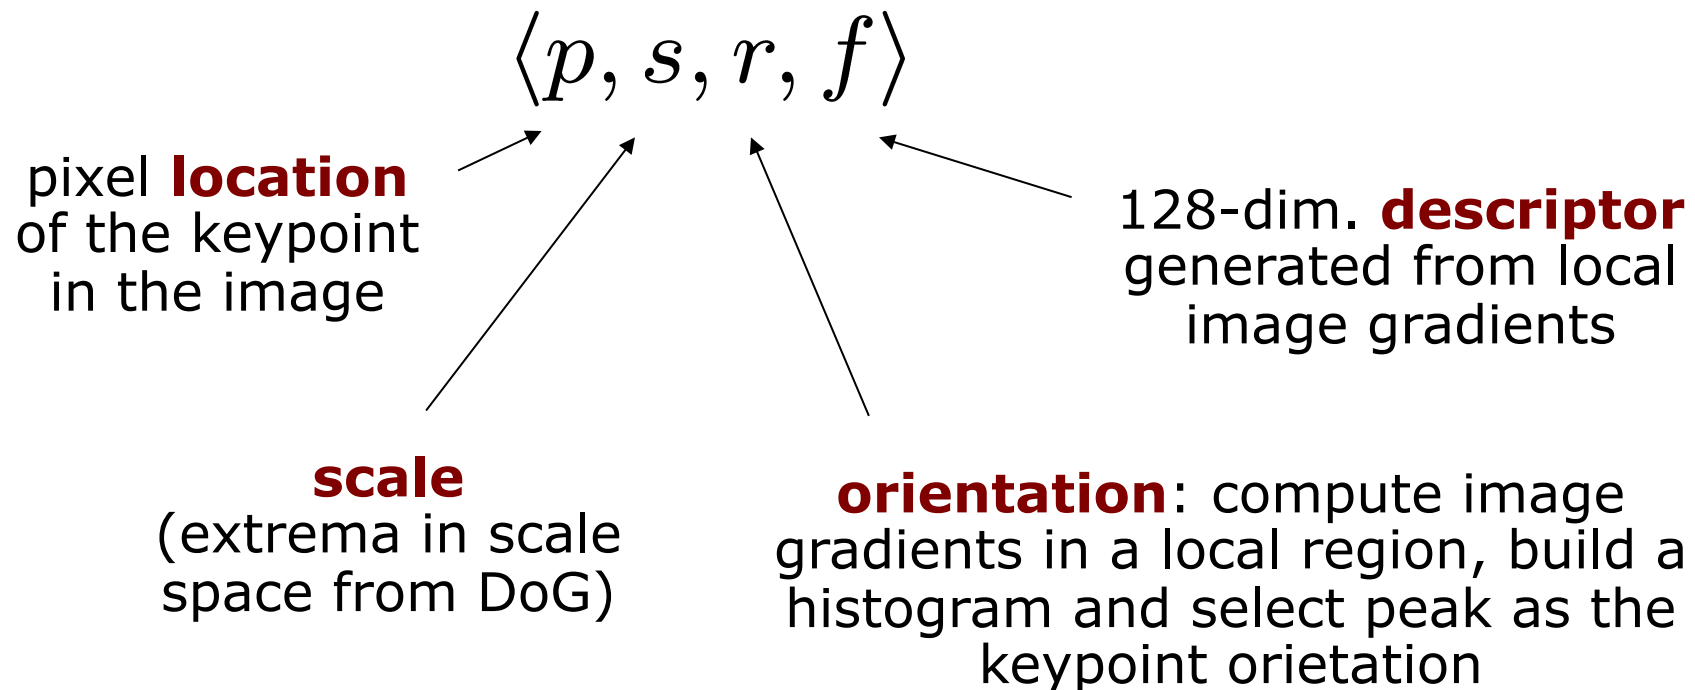 ⟨p, s, r, f⟩
pixel location
of the keypoint
in the image
128-dim. descriptor
generated from local
image gradients
scale
(extrema in scale
space from DoG)
orientation: compute image
gradients in a local region, build a
histogram and select peak as the
keypoint orietation